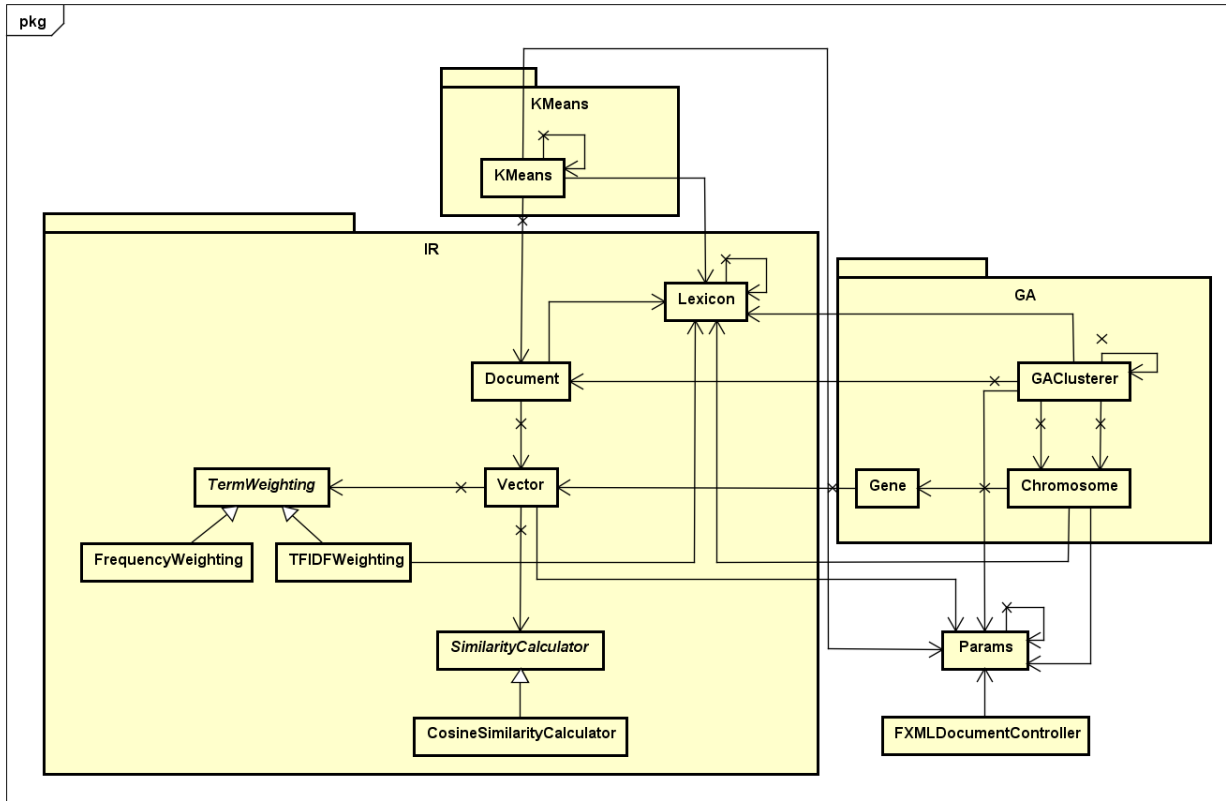 pkg
KMeans
KMeans
IR
Lexicon
GA
Document
GAClusterer
TermWeighting
Vector
Gene
Chromosome
FrequencyWeighting
TFIDFWeighting
SimilarityCalculator
Params
CosineSimilarityCalculator
FXMLDocumentController